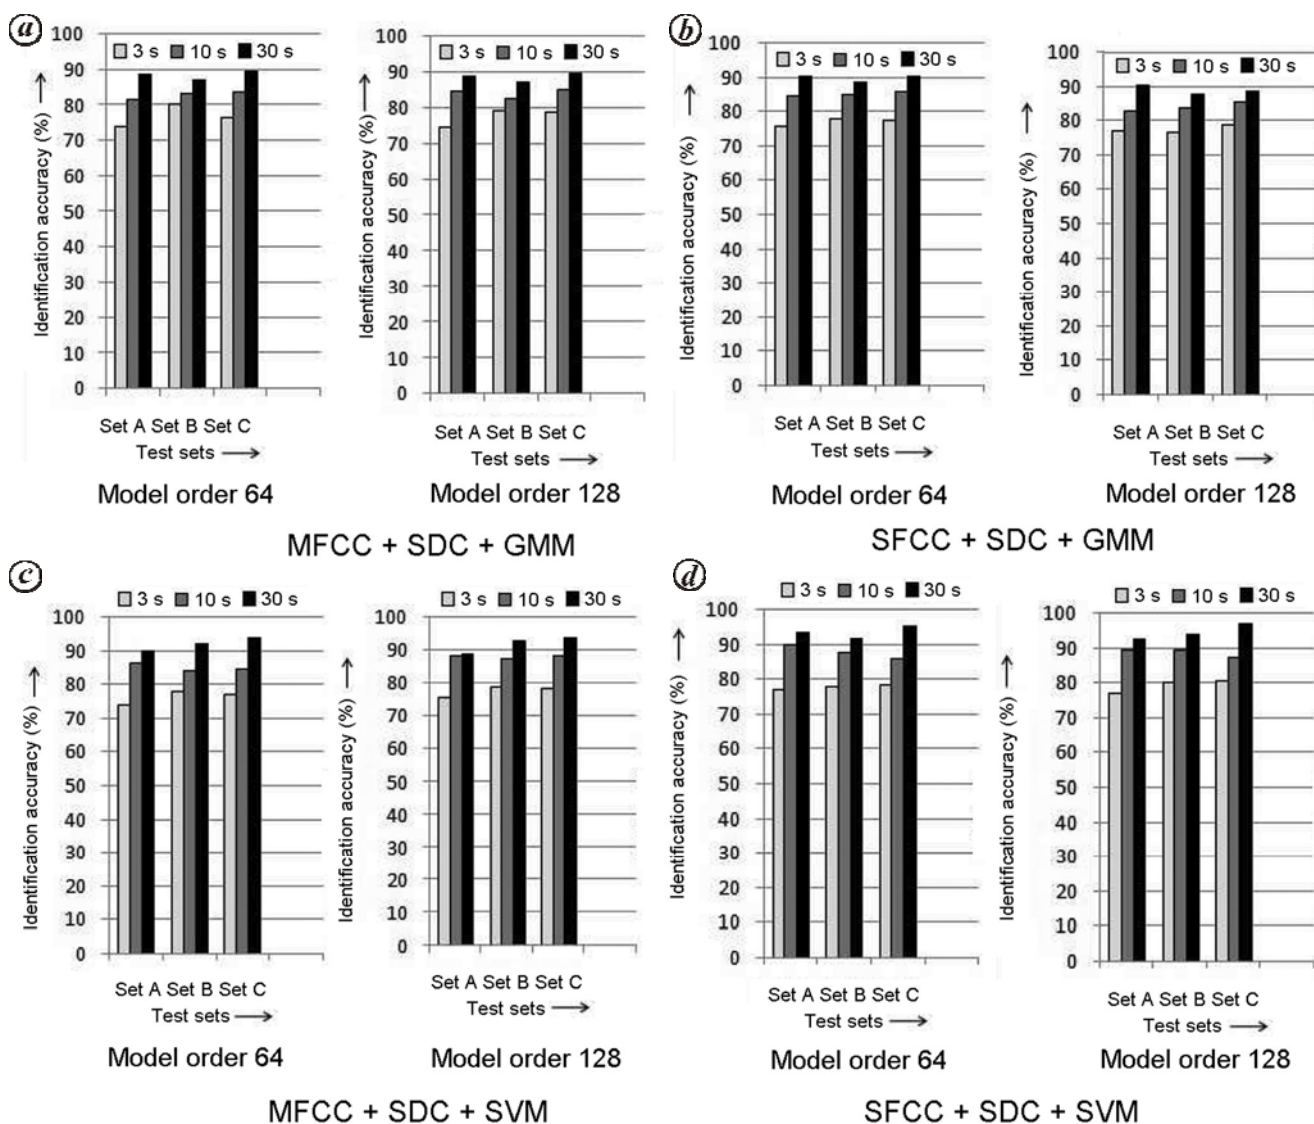 a
3 s 10 s 30 s
Identification accuracy (%)
100
90
80
70
60
50
40
30
20
10
0
Set A Set B Set C
Test sets
Model order 64
3 s 10 s 30 s
Identification accuracy (%)
100
90
80
70
60
50
40
30
20
10
0
Set A Set B Set C
Test sets
Model order 128
MFCC + SDC + GMM
b
3 s 10 s 30 s
Identification accuracy (%)
100
90
80
70
60
50
40
30
20
10
0
Set A Set B Set C
Test sets
Model order 64
3 s 10 s 30 s
Identification accuracy (%)
100
90
80
70
60
50
40
30
20
10
0
Set A Set B Set C
Test sets
Model order 128
SFCC + SDC + GMM
c
3 s 10 s 30 s
Identification accuracy (%)
100
90
80
70
60
50
40
30
20
10
0
Set A Set B Set C
Test sets
Model order 64
3 s 10 s 30 s
Identification accuracy (%)
100
90
80
70
60
50
40
30
20
10
0
Set A Set B Set C
Test sets
Model order 128
MFCC + SDC + SVM
d
3 s 10 s 30 s
Identification accuracy (%)
100
90
80
70
60
50
40
30
20
10
0
Set A Set B Set C
Test sets
Model order 64
3 s 10 s 30 s
Identification accuracy (%)
100
90
80
70
60
50
40
30
20
10
0
Set A Set B Set C
Test sets
Model order 128
SFCC + SDC + SVM